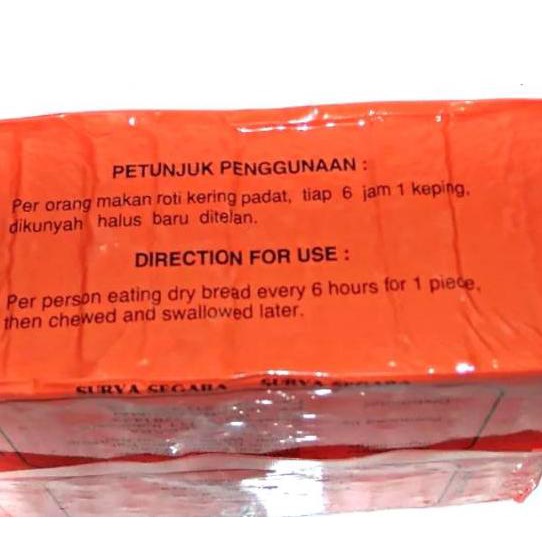 PETUNJUK PENGGUNAAN :
Per orang makan roti kering padat, tiap 6 jam 1 keping,
dikunyah halus baru ditelan.
DIRECTION FOR USE :
Per person eating dry bread every 6 hours for 1 piece,
then chewed and swallowed later.
SURYA SEGARA SURYA SEGARA